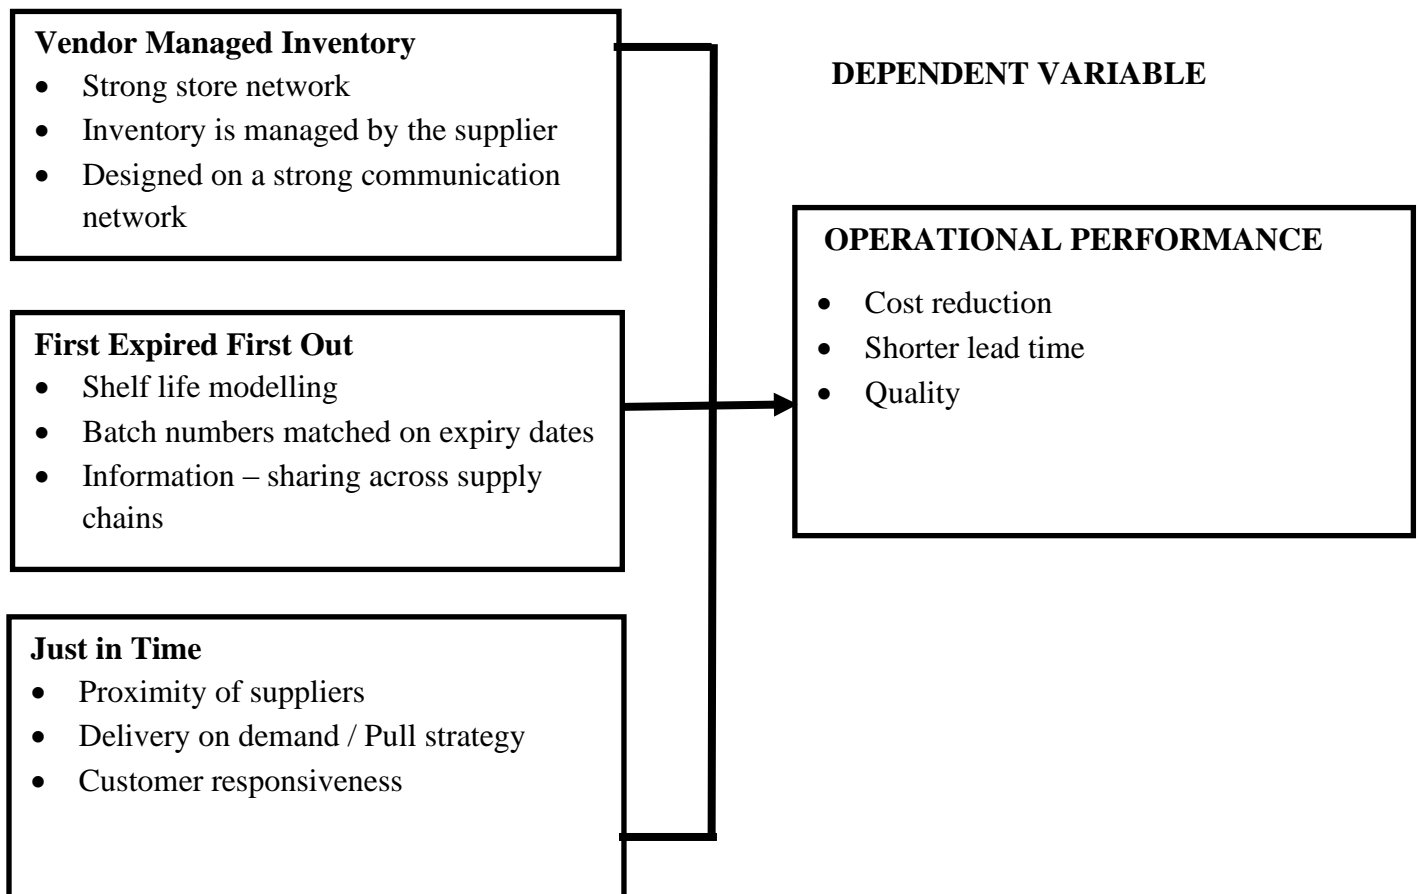 Vendor Managed Inventory
• Strong store network
• Inventory is managed by the supplier
• Designed on a strong communication
network
First Expired First Out
• Shelf life modelling
• Batch numbers matched on expiry dates
• Information – sharing across supply
chains
Just in Time
• Proximity of suppliers
• Delivery on demand / Pull strategy
• Customer responsiveness
DEPENDENT VARIABLE
OPERATIONAL PERFORMANCE
• Cost reduction
• Shorter lead time
• Quality